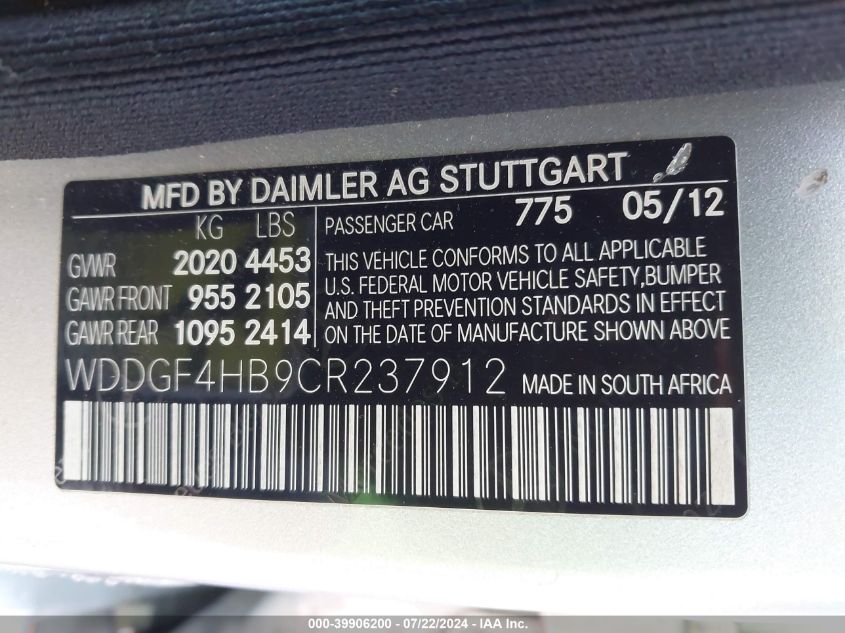 MFD BY DAIMLER AG STUTTGART
KG LBS
GVWR 2020 4453
GAWR FRONT 955 2105
GAWR REAR 1095 2414
PASSENGER CAR 775 05/12
THIS VEHICLE CONFORMS TO ALL APPLICABLE
U.S. FEDERAL MOTOR VEHICLE SAFETY,BUMPER
AND THEFT PREVENTION STANDARDS IN EFFECT
ON THE DATE OF MANUFACTURE SHOWN ABOVE
WDDGF4HB9CR237912 MADE IN SOUTH AFRICA
000-39906200 - 07/22/2024 - IAA Inc.